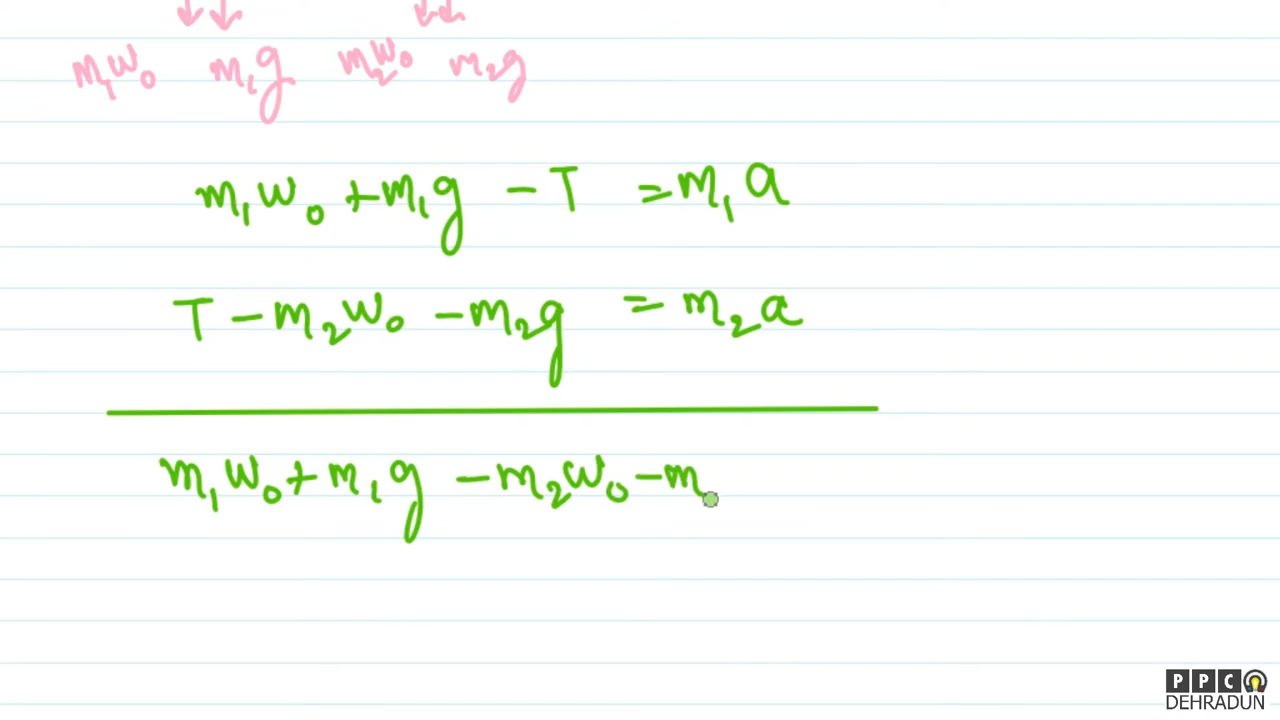 m₁w₀ m₁g m₂w₀ m₂g
m₁w₀ + m₁g - T = m₁a
T - m₂w₀ - m₂g = m₂a
m₁w₀ + m₁g - m₂w₀ - m
PPC
DEHRADUN